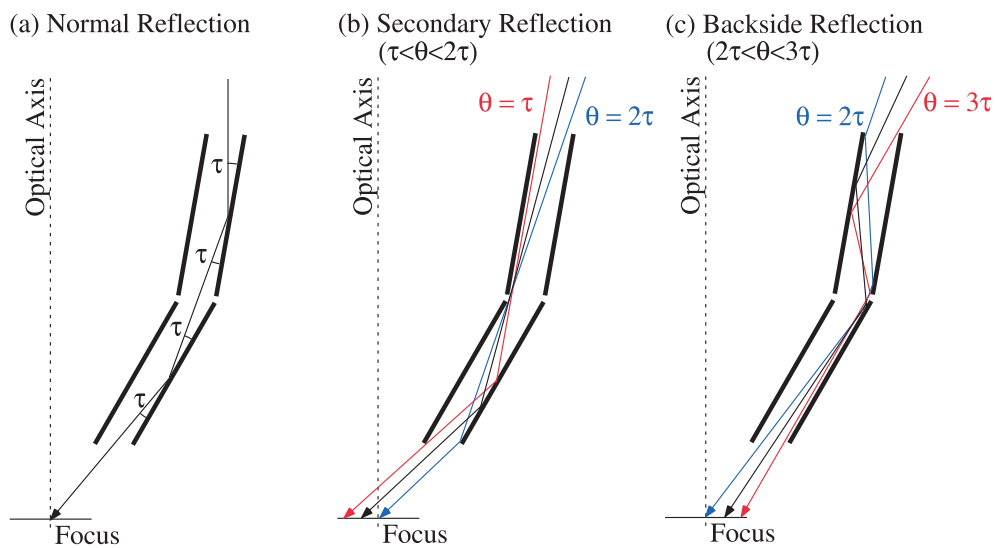 (a) Normal Reflection
Optical Axis
τ
τ
τ
τ
Focus
(b) Secondary Reflection
(τ<θ<2τ)
Optical Axis
θ = τ
θ = 2τ
Focus
(c) Backside Reflection
(2τ<θ<3τ)
Optical Axis
θ = 2τ
θ = 3τ
Focus